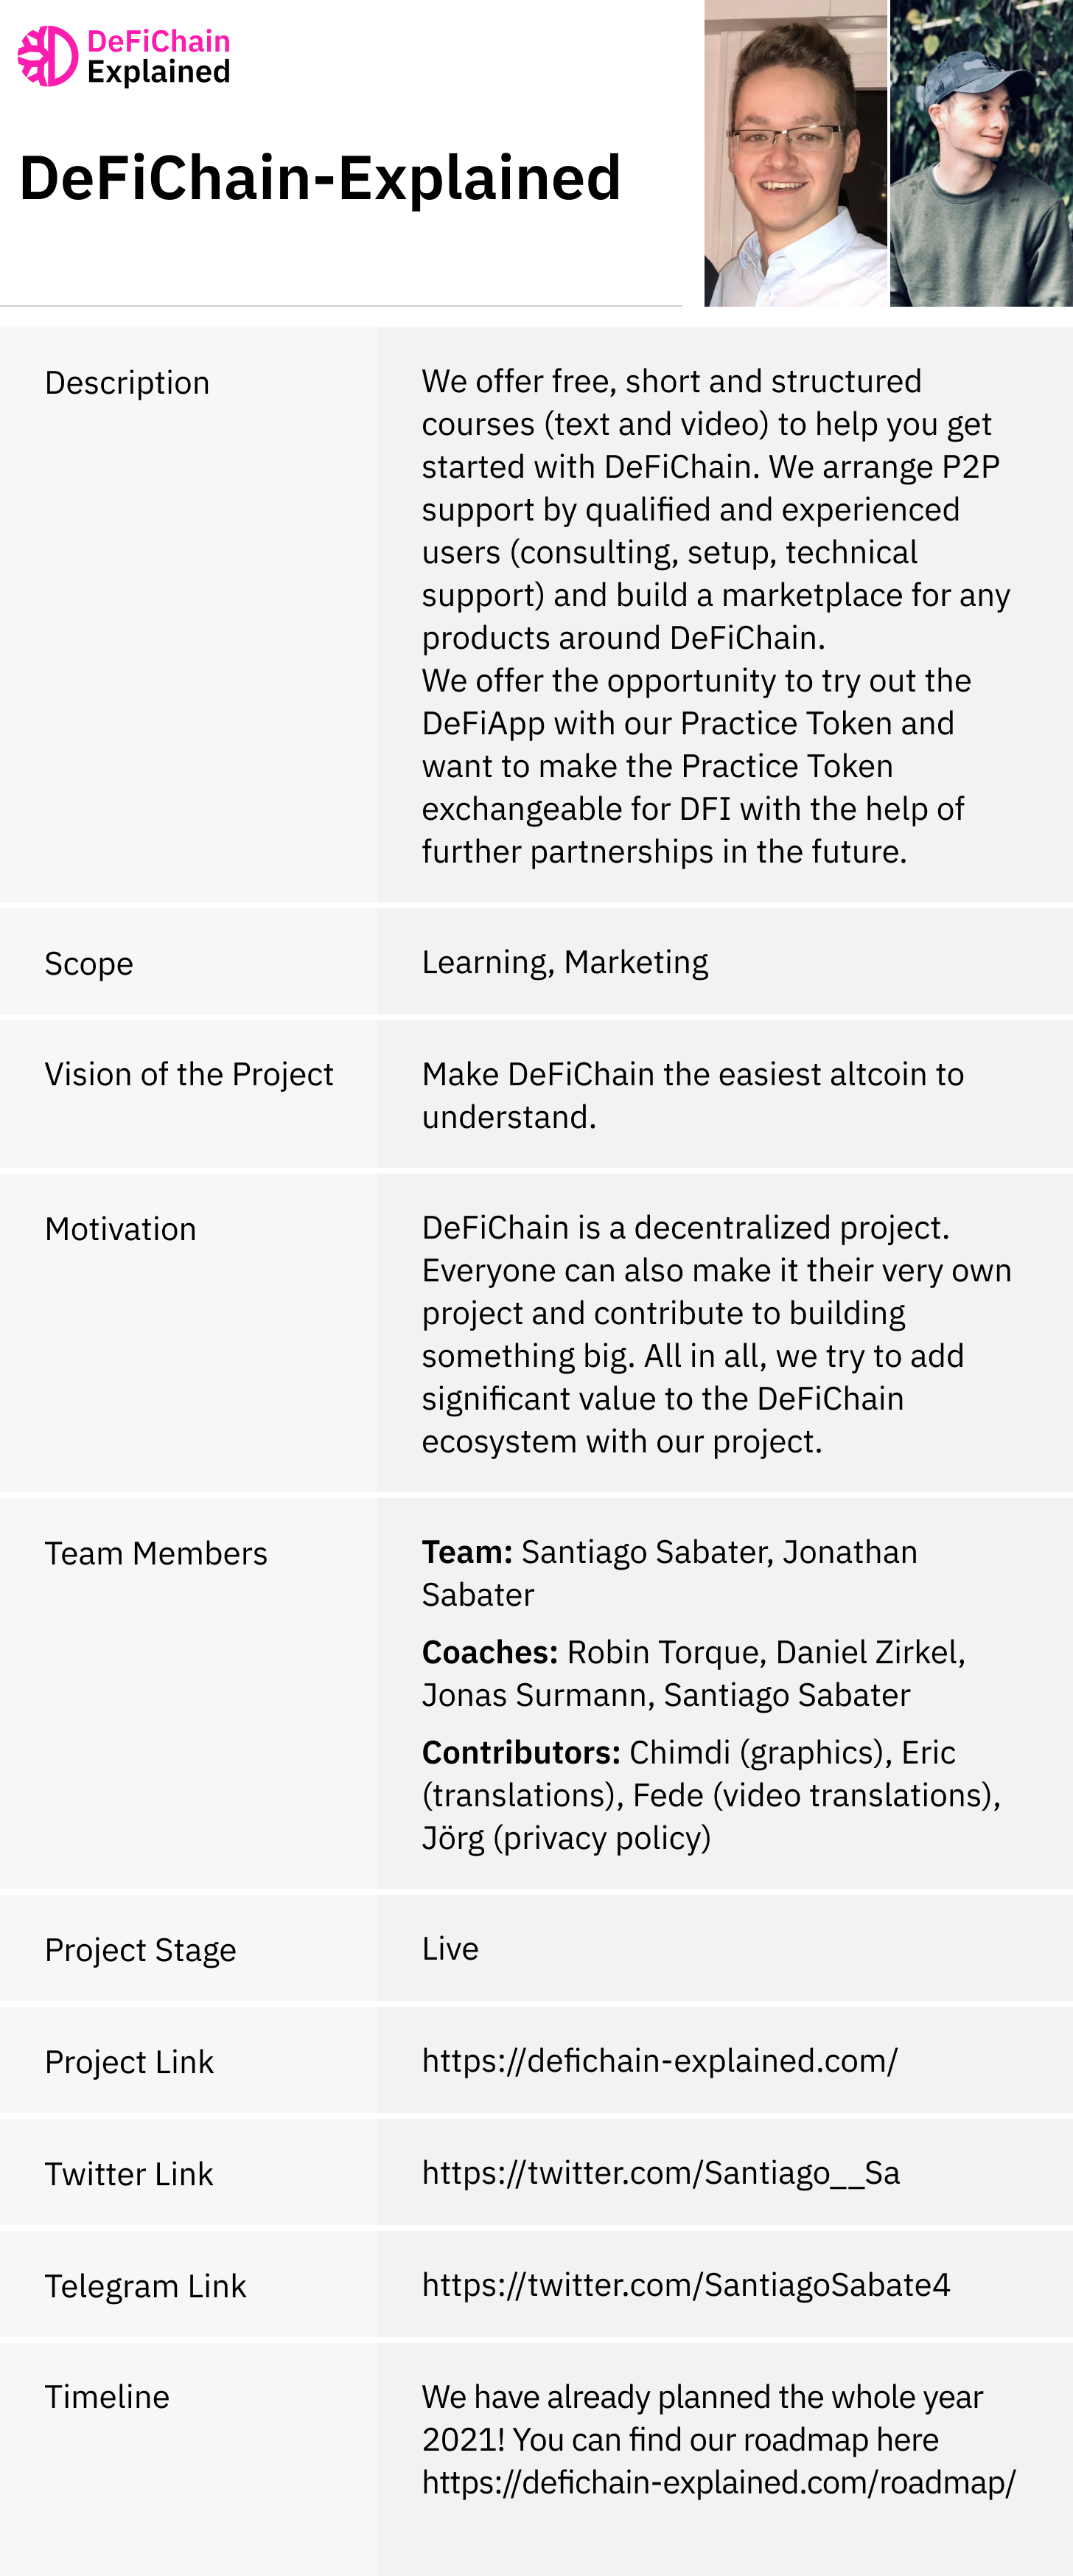 DeFiChain
Explained
DeFiChain-Explained
Description
We offer free, short and structured
courses (text and video) to help you get
started with DeFiChain. We arrange P2P
support by qualified and experienced
users (consulting, setup, technical
support) and build a marketplace for any
products around DeFiChain.
We offer the opportunity to try out the
DeFiApp with our Practice Token and
want to make the Practice Token
exchangeable for DFI with the help of
further partnerships in the future.
Scope
Learning, Marketing
Vision of the Project
Make DeFiChain the easiest altcoin to
understand.
Motivation
DeFiChain is a decentralized project.
Everyone can also make it their very own
project and contribute to building
something big. All in all, we try to add
significant value to the DeFiChain
ecosystem with our project.
Team Members
Team: Santiago Sabater, Jonathan
Sabater
Coaches: Robin Torque, Daniel Zirkel,
Jonas Surmann, Santiago Sabater
Contributors: Chimdi (graphics), Eric
(translations), Fede (video translations),
Jörg (privacy policy)
Project Stage
Live
Project Link
https://defichain-explained.com/
Twitter Link
https://twitter.com/Santiago__Sa
Telegram Link
https://twitter.com/SantiagoSabate4
Timeline
We have already planned the whole year
2021! You can find our roadmap here
https://defichain-explained.com/roadmap/